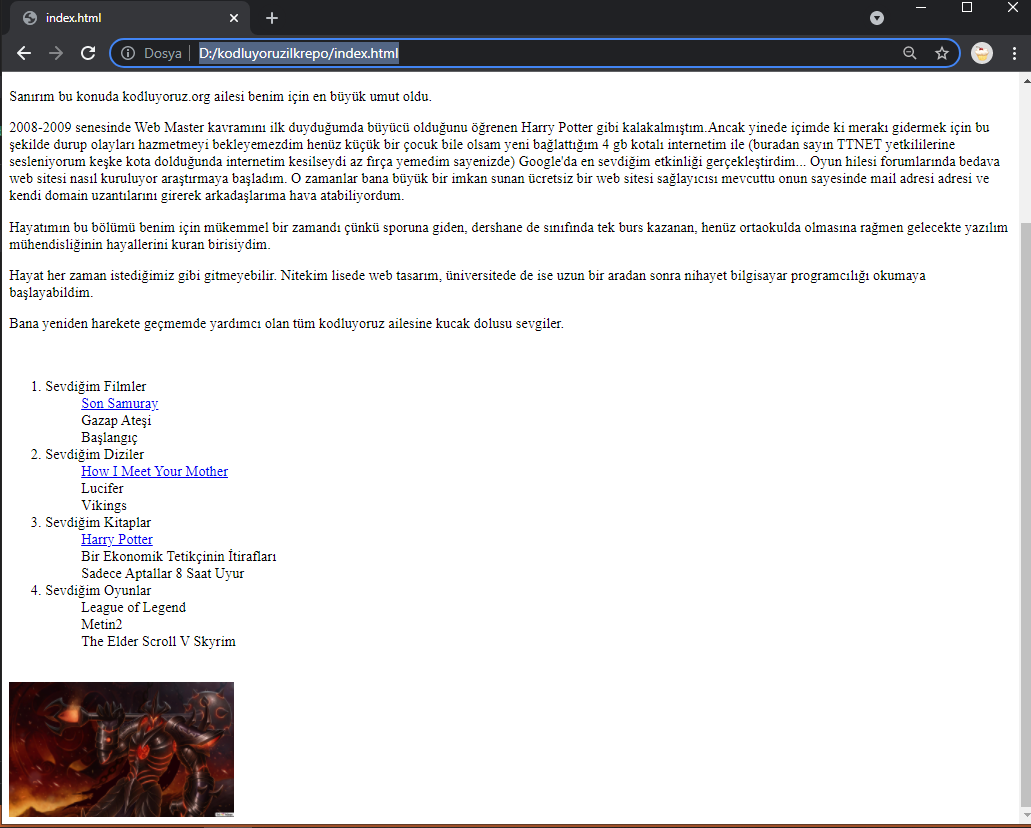 index.html
Dosya
D:/kodluyoruzilkrepo/index.html
Sanırım bu konuda kodluyoruz.org ailesi benim için en büyük umut oldu.
2008-2009 senesinde Web Master kavramını ilk duyduğumda büyücü olduğunu öğrenen Harry Potter gibi kalakalmıştım.Ancak yinede içimde ki merakı gidermek için bu
şekilde durup olayları hazmetmeyi bekleyemezdim henüz küçük bir çocuk bile olsam yeni bağlattığım 4 gb kotalı internetim ile (buradan sayın TTNET yetkililerine
sesleniyorum keşke kota dolduğunda internetim kesilseydi az fırça yemedim sayenizde) Google'da en sevdiğim etkinliği gerçekleştirdim... Oyun hilesi forumlarında bedava
web sitesi nasıl kuruluyor araştırmaya başladım. O zamanlar bana büyük bir imkan sunan ücretsiz bir web sitesi sağlayıcısı mevcuttu onun sayesinde mail adresi adresi ve
kendi domain uzantılarını girerek arkadaşlarıma hava atabiliyordum.
Hayatımın bu bölümü benim için mükemmel bir zamandı çünkü sporuna giden, dershane de sınıfında tek burs kazanan, henüz ortaokulda olmasına rağmen gelecekte yazılım
mühendisliğinin hayallerini kuran birisiydim.
Hayat her zaman istediğimiz gibi gitmeyebilir. Nitekim lisede web tasarım, üniversitede de ise uzun bir aradan sonra nihayet bilgisayar programcılığı okumaya
başlayabildim.
Bana yeniden harekete geçmemde yardımcı olan tüm kodluyoruz ailesine kucak dolusu sevgiler.
1. Sevdiğim Filmler
Son Samuray
Gazap Ateşi
Başlangıç
2. Sevdiğim Diziler
How I Meet Your Mother
Lucifer
Vikings
3. Sevdiğim Kitaplar
Harry Potter
Bir Ekonomik Tetikçinin İtirafları
Sadece Aptallar 8 Saat Uyur
4. Sevdiğim Oyunlar
League of Legend
Metin2
The Elder Scroll V Skyrim